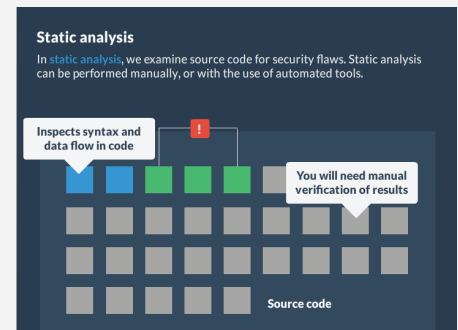 Static analysis
In static analysis, we examine source code for security flaws. Static analysis
can be performed manually, or with the use of automated tools.
!
Inspects syntax and
data flow in code
You will need manual
verification of results
Source code